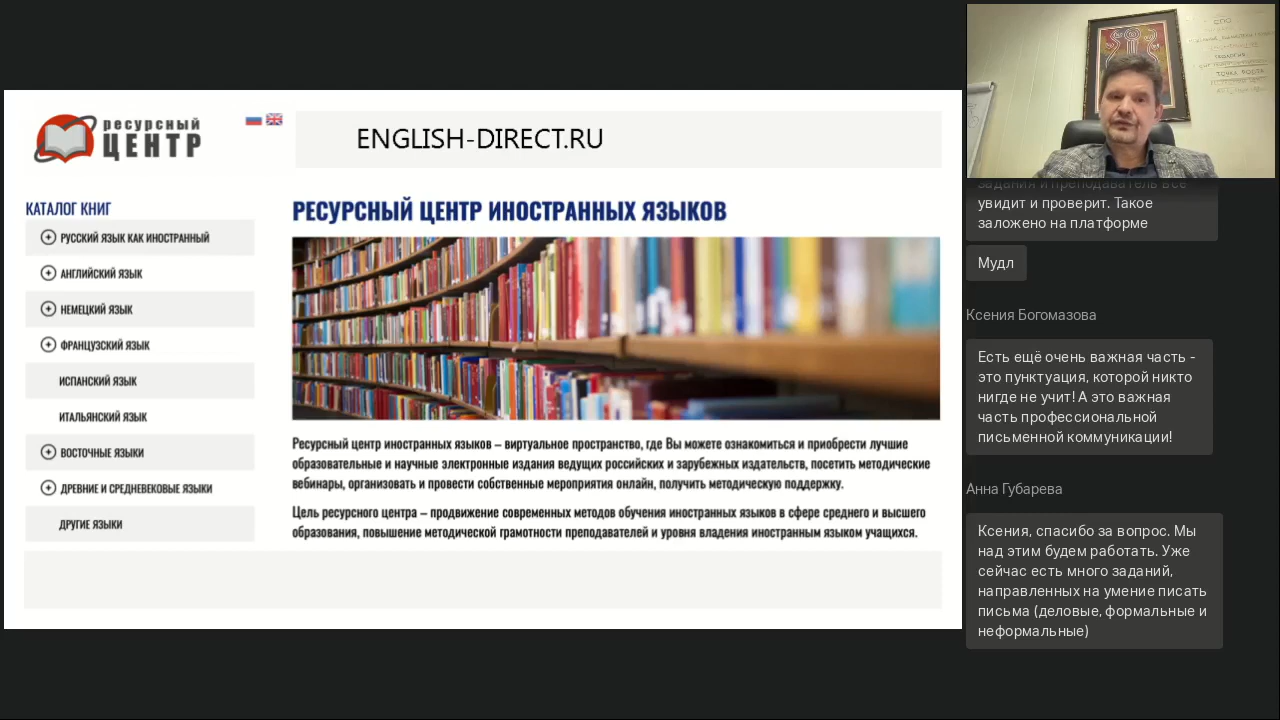 ресурсный
ЦЕНТР
ENGLISH-DIRECT.RU
КАТАЛОГ КНИГ
РУССКИЙ ЯЗЫК КАК ИНОСТРАННЫЙ
АНГЛИЙСКИЙ ЯЗЫК
НЕМЕЦКИЙ ЯЗЫК
ФРАНЦУЗСКИЙ ЯЗЫК
ИСПАНСКИЙ ЯЗЫК
ИТАЛЬЯНСКИЙ ЯЗЫК
ВОСТОЧНЫЕ ЯЗЫКИ
ДРЕВНИЕ И СРЕДНЕВЕКОВЫЕ ЯЗЫКИ
ДРУГИЕ ЯЗЫКИ
РЕСУРСНЫЙ ЦЕНТР ИНОСТРАННЫХ ЯЗЫКОВ
Ресурсный центр иностранных языков – виртуальное пространство, где Вы можете ознакомиться и приобрести лучшие
образовательные и научные электронные издания ведущих российских и зарубежных издательств, посетить методические
вебинары, организовать и провести собственные мероприятия онлайн, получить методическую поддержку.
Цель ресурсного центра – продвижение современных методов обучения иностранных языков в сфере среднего и высшего
образования, повышение методической грамотности преподавателей и уровня владения иностранным языком учащихся.
ТОЧКА РОСТА
задания и преподаватель все
увидит и проверит. Такое
заложено на платформе
Мудл
Ксения Богомазова
Есть ещё очень важная часть -
это пунктуация, которой никто
нигде не учит! А это важная
часть профессиональной
письменной коммуникации!
Анна Губарева
Ксения, спасибо за вопрос. Мы
над этим будем работать. Уже
сейчас есть много заданий,
направленных на умение писать
письма (деловые, формальные и
неформальные)